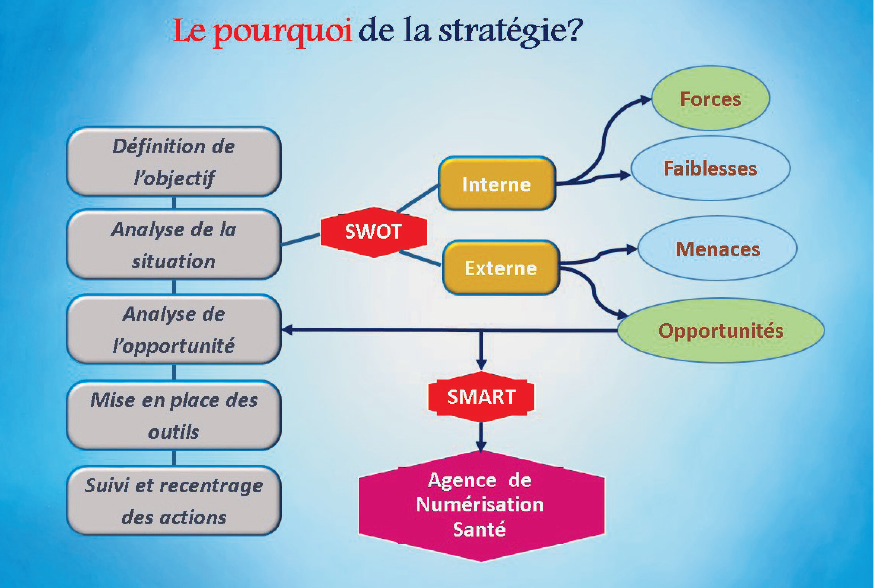 Le pourquoi de la stratégie?
Définition de
l'objectif
Analyse de la
situation
Analyse de
l'opportunité
Mise en place des
outils
Suivi et recentrage
des actions
SWOT
Interne
Externe
Forces
Faiblesses
Menaces
Opportunités
SMART
Agence de
Numérisation
Santé